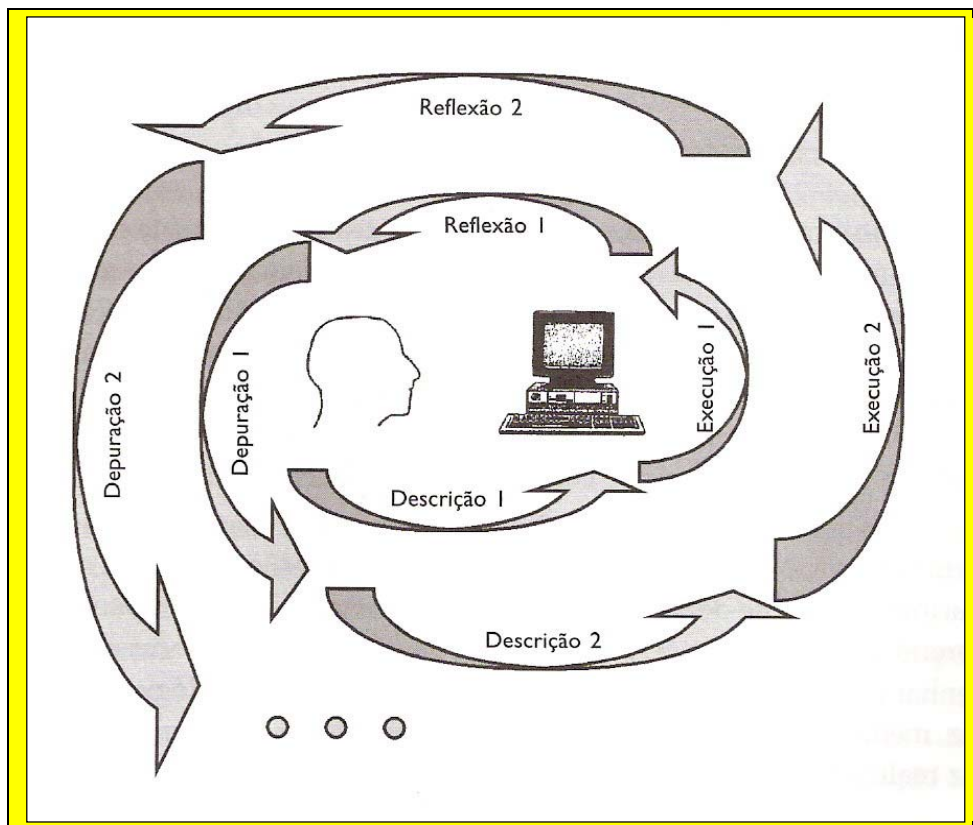 Reflexão 2
Reflexão 1
Depuração 2
Depuração 1
Execução 1
Execução 2
Descrição 1
Descrição 2